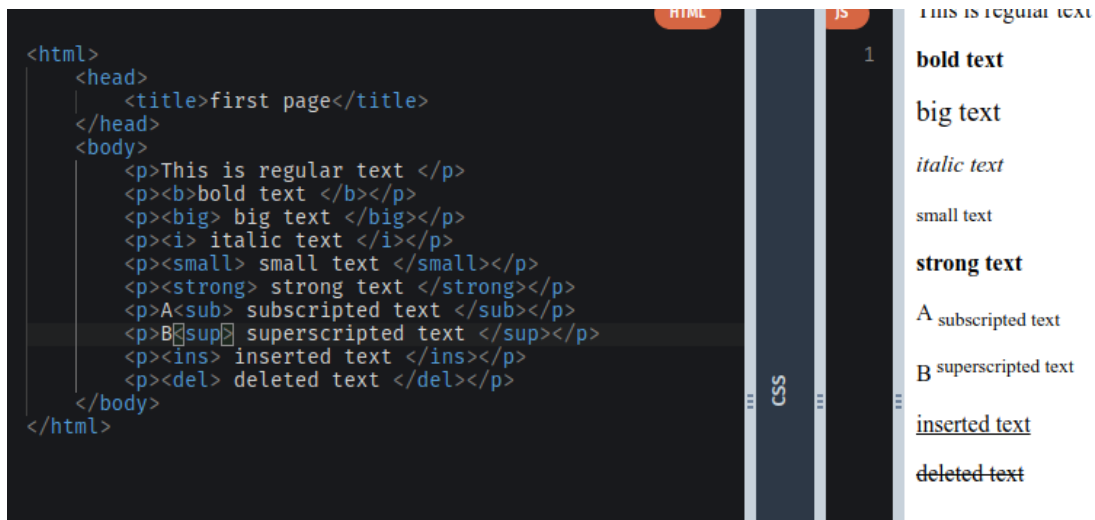 HTML
<html>
<head>
<title>first page</title>
</head>
<body>
<p>This is regular text </p>
<p><b>bold text </b></p>
<p><big> big text </big></p>
<p><i> italic text </i></p>
<p><small> small text </small></p>
<p><strong> strong text </strong></p>
<p>A<sub> subscripted text </sub></p>
<p>B<sup> superscripted text </sup></p>
<p><ins> inserted text </ins></p>
<p><del> deleted text </del></p>
</body>
</html>
CSS
JS
1
This is regular text
bold text
big text
italic text
small text
strong text
A subscripted text
B superscripted text
inserted text
deleted text